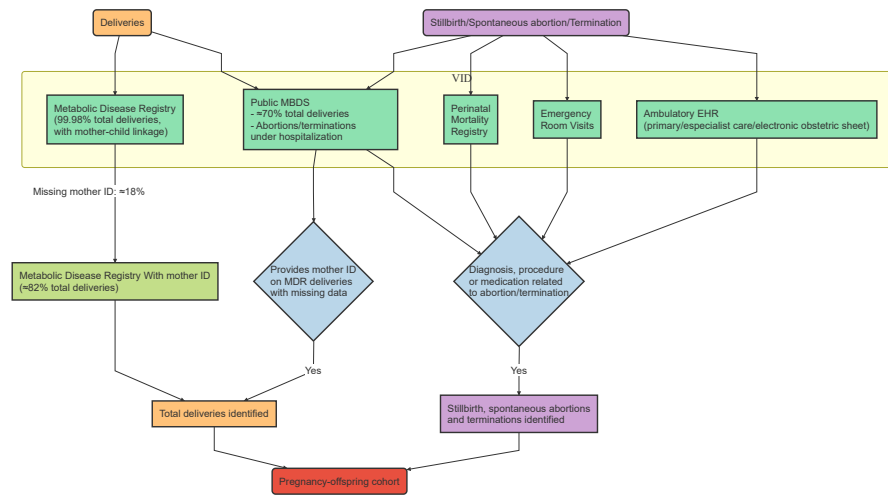 Deliveries
Stillbirth/Spontaneous abortion/Termination
VID
Metabolic Disease Registry
(99.98% total deliveries,
with mother-child linkage)
Public MBDS
- ≈70% total deliveries
- Abortions/terminations
under hospitalization
Perinatal
Mortality
Registry
Emergency
Room Visits
Ambulatory EHR
(primary/especialist care/electronic obstetric sheet)
Missing mother ID: ≈18%
Metabolic Disease Registry With mother ID
(≈82% total deliveries)
Provides mother ID
on MDR deliveries
with missing data
Diagnosis, procedure
or medication related
to abortion/termination
Yes
Yes
Total deliveries identified
Stillbirth, spontaneous abortions
and terminations identified
Pregnancy-offspring cohort